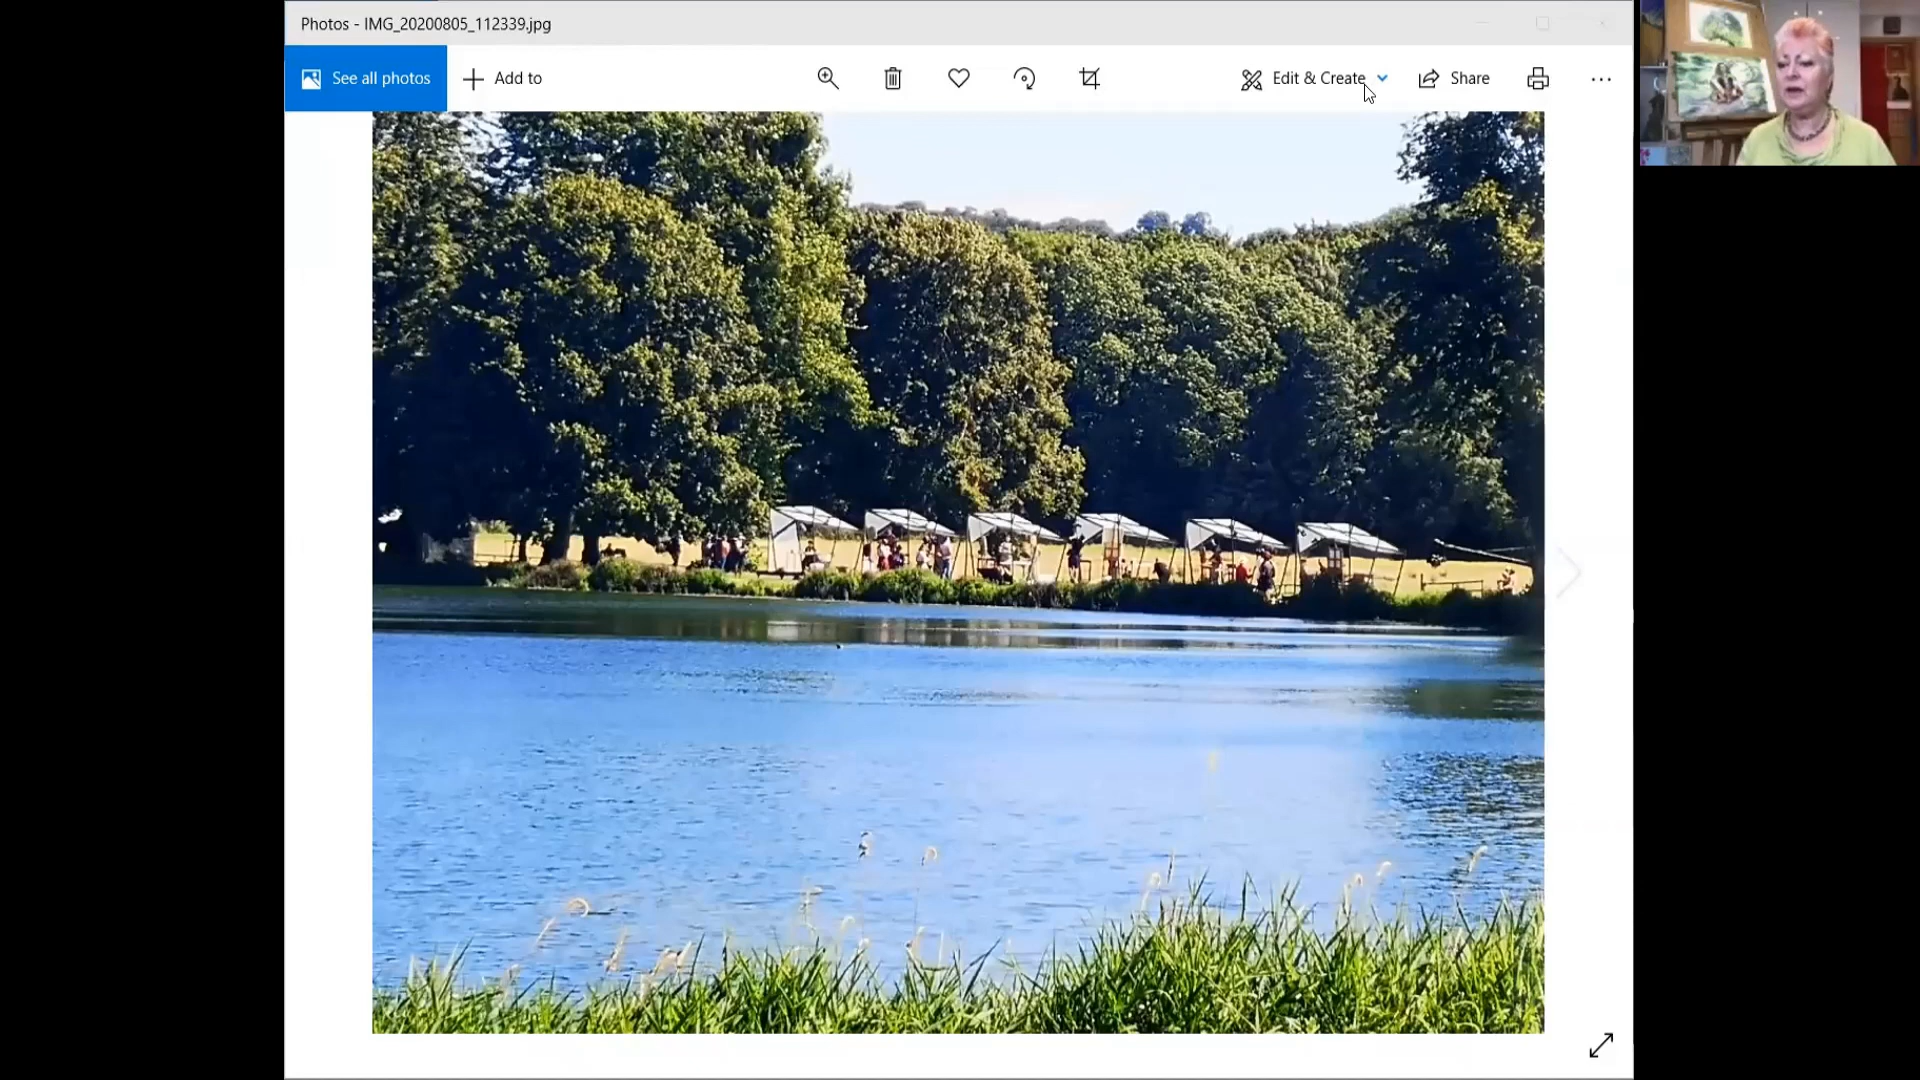 Photos - IMG_20200805_112339.jpg
See all photos
Add to
Edit & Create
Share